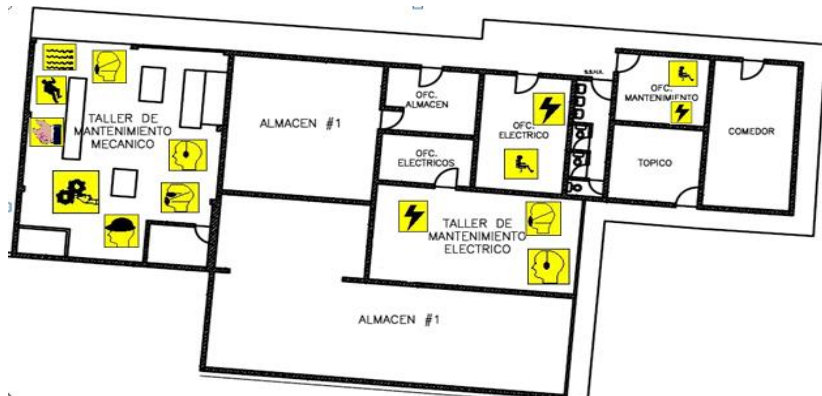 TALLER DE
MANTENIMIENTO
MECANICO
ALMACEN #1
OFC.
ALMACEN
OFC.
ELECTRICOS
OFC.
ELECTRICO
S.S.H.H.
OFC.
MANTENIMIENTO
TOPICO
COMEDOR
TALLER DE
MANTENIMIENTO
ELECTRICO
ALMACEN #1